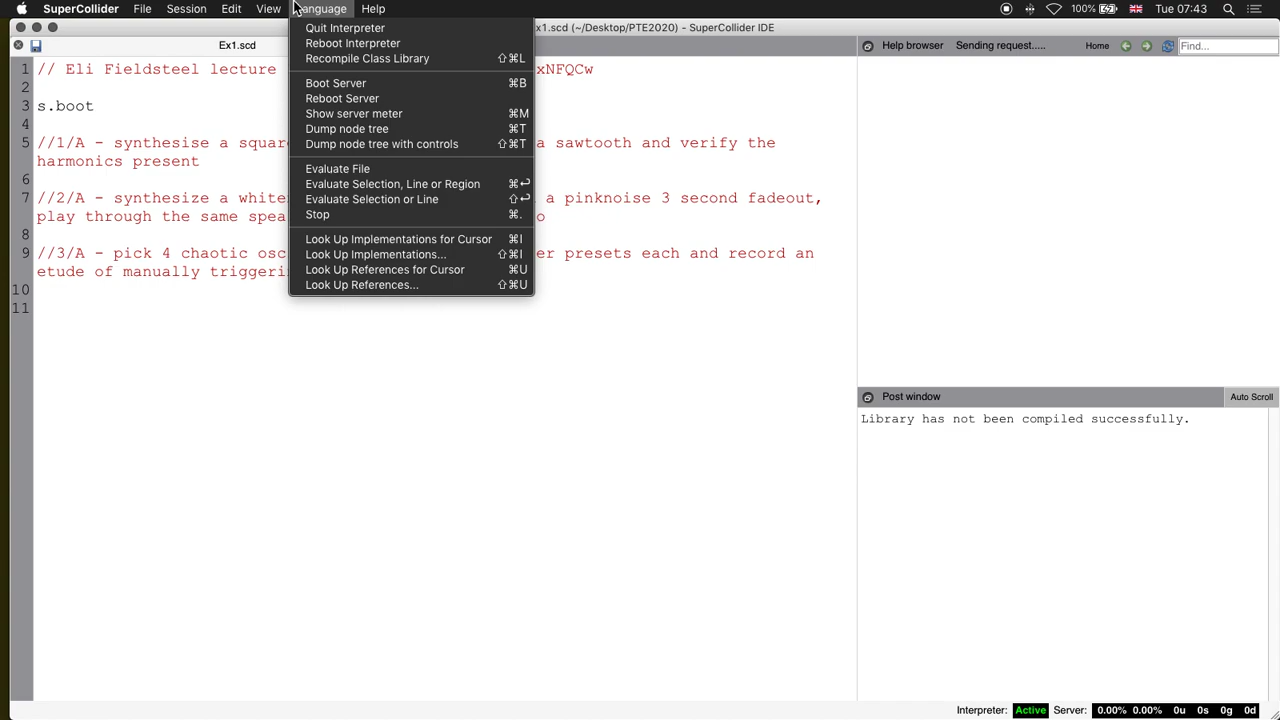 SuperCollider File Session Edit View Language Help 100% Tue 07:43
Ex1.scd
x1.scd (~/Desktop/PTE2020) - SuperCollider IDE
Quit Interpreter
Reboot Interpreter
Recompile Class Library ⇧⌘L
Boot Server ⌘B
Reboot Server
Show server meter ⌘M
Dump node tree ⌘T
Dump node tree with controls ⇧⌘T
Evaluate File
Evaluate Selection, Line or Region ⌘↩
Evaluate Selection or Line ⇧↩
Stop ⌘.
Look Up Implementations for Cursor ⌘I
Look Up Implementations... ⇧⌘I
Look Up References for Cursor ⌘U
Look Up References... ⇧⌘U
1 // Eli Fieldsteel lecture xNFQCw
2
3 s.boot
4
5 //1/A - synthesise a squar a sawtooth and verify the
harmonics present
6
7 //2/A - synthesize a white a pinknoise 3 second fadeout,
play through the same spea o
8
9 //3/A - pick 4 chaotic osc er presets each and record an
etude of manually triggeri
10
11
Help browser Sending request..... Home Find...
Post window Auto Scroll
Library has not been compiled successfully.
Interpreter: Active Server: 0.00% 0.00% 0u 0s 0g 0d